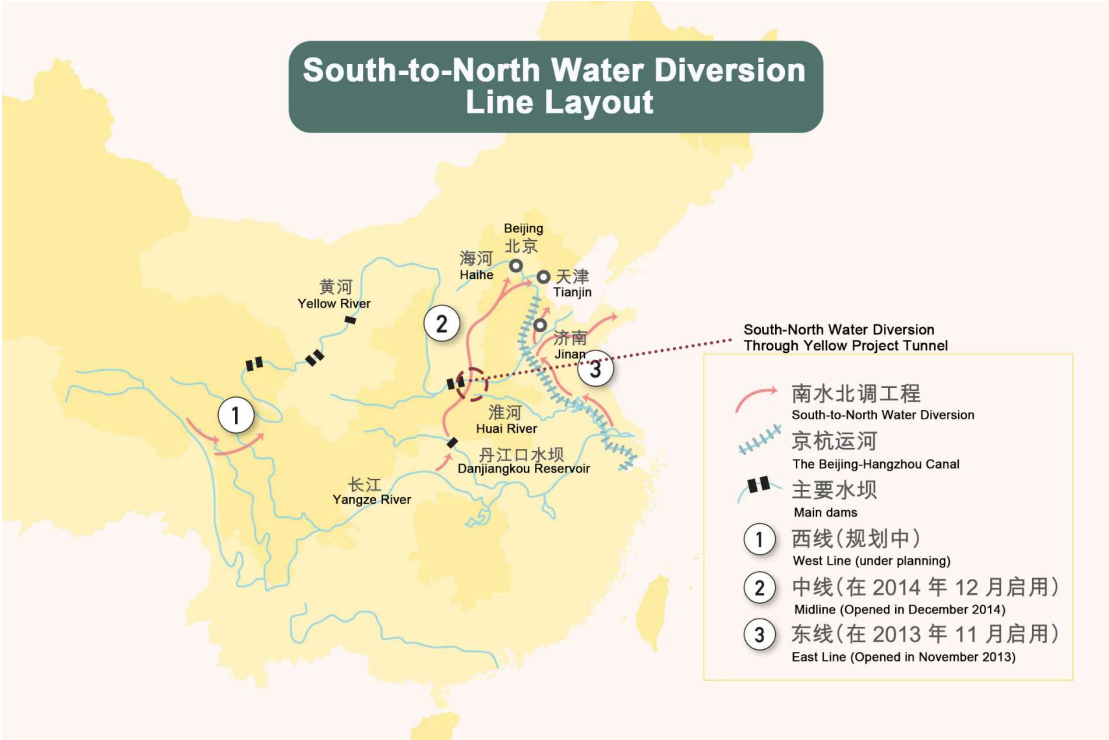 South-to-North Water Diversion
Line Layout
Beijing
北京
海河
Haihe
天津
Tianjin
黄河
Yellow River
2
济南
Jinan
3
South-North Water Diversion
Through Yellow Project Tunnel
1
淮河
Huai River
丹江口水坝
Danjiangkou Reservoir
长江
Yangze River
南水北调工程
South-to-North Water Diversion
京杭运河
The Beijing-Hangzhou Canal
主要水坝
Main dams
1 西线(规划中)
West Line (under planning)
2 中线(在 2014 年 12 月启用)
Midline (Opened in December 2014)
3 东线(在 2013 年 11 月启用)
East Line (Opened in November 2013)